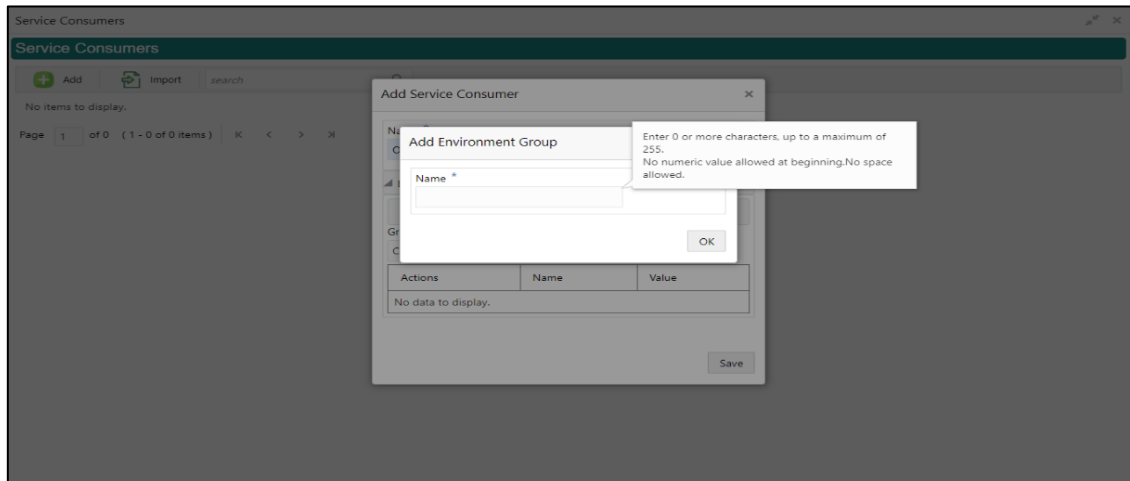 Service Consumers
Service Consumers
Add Import search
No items to display.
Page 1 of 0 (1 - 0 of 0 items)
Add Service Consumer
Add Environment Group
Enter 0 or more characters, up to a maximum of
255.
No numeric value allowed at beginning.No space
allowed.
Name *
OK
Actions Name Value
No data to display.
Save